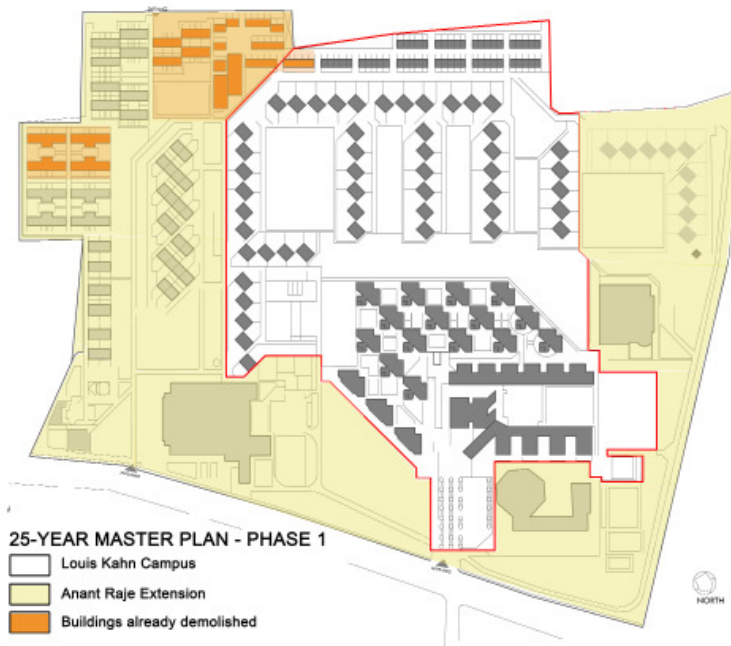 25-YEAR MASTER PLAN - PHASE 1
Louis Kahn Campus
Anant Raje Extension
Buildings already demolished
NORTH